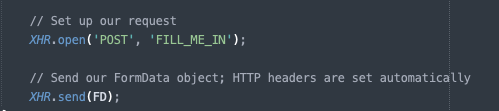 // Set up our request
XHR.open('POST', 'FILL_ME_IN');
// Send our FormData object; HTTP headers are set automatically
XHR.send(FD);